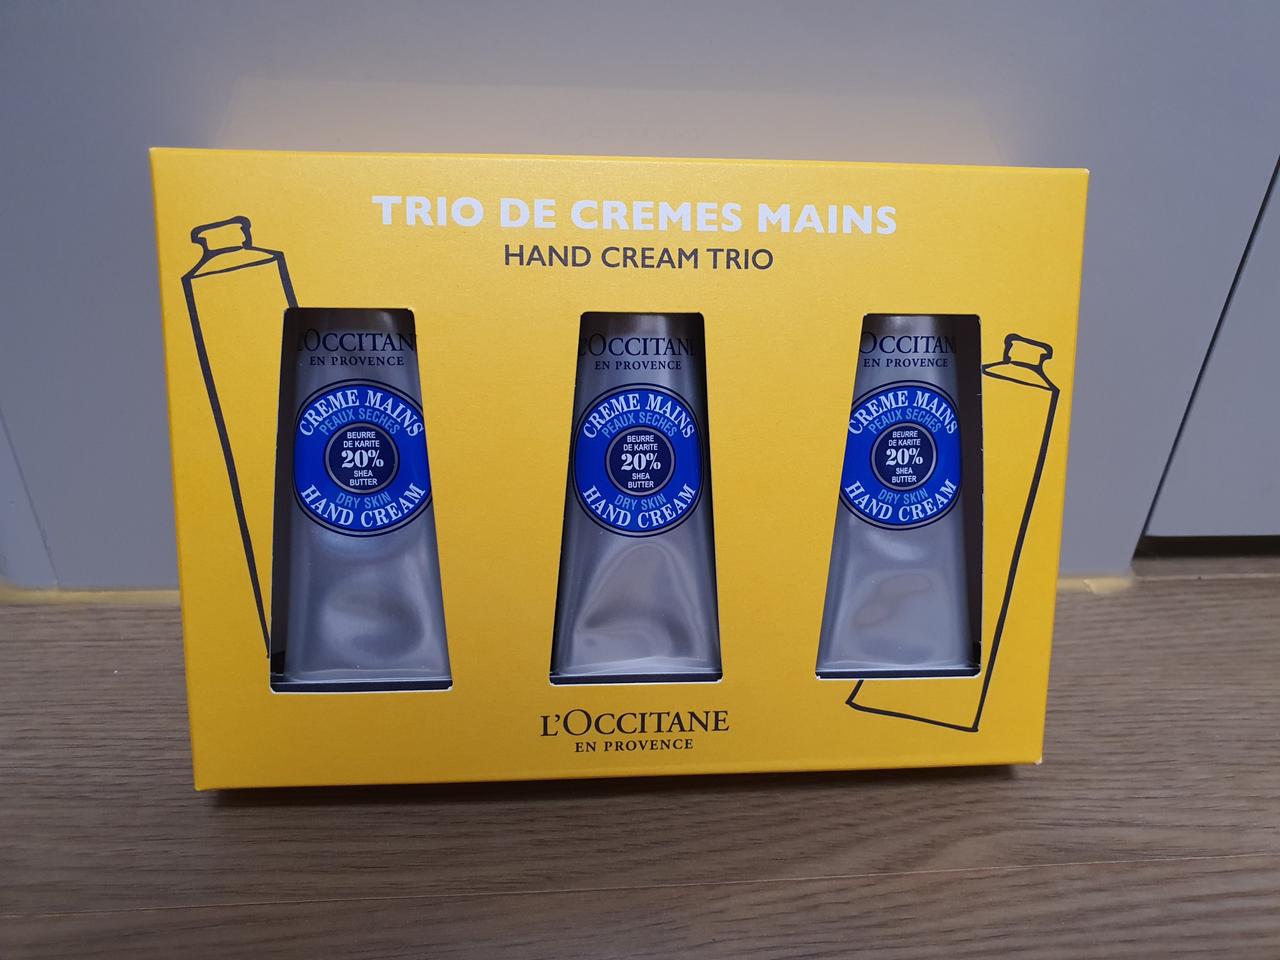 TRIO DE CREMES MAINS
HAND CREAM TRIO
L'OCCITAN
EN PROVENCE
CREME MAINS
PEAUX SECHES
BEURRE
DE KARITE
20%
SHEA
BUTTER
DRY SKIN
HAND CREAM
L'OCCITAN
EN PROVENCE
CREME MAINS
PEAUX SECHES
BEURRE
DE KARITE
20%
SHEA
BUTTER
DRY SKIN
HAND CREAM
OCCITAN
EN PROVENCE
CREME MAINS
PEAUX SECHES
BEURRE
DE KARITE
20%
SHEA
BUTTER
DRY SKIN
HAND CREAM
L'OCCITANE
EN PROVENCE